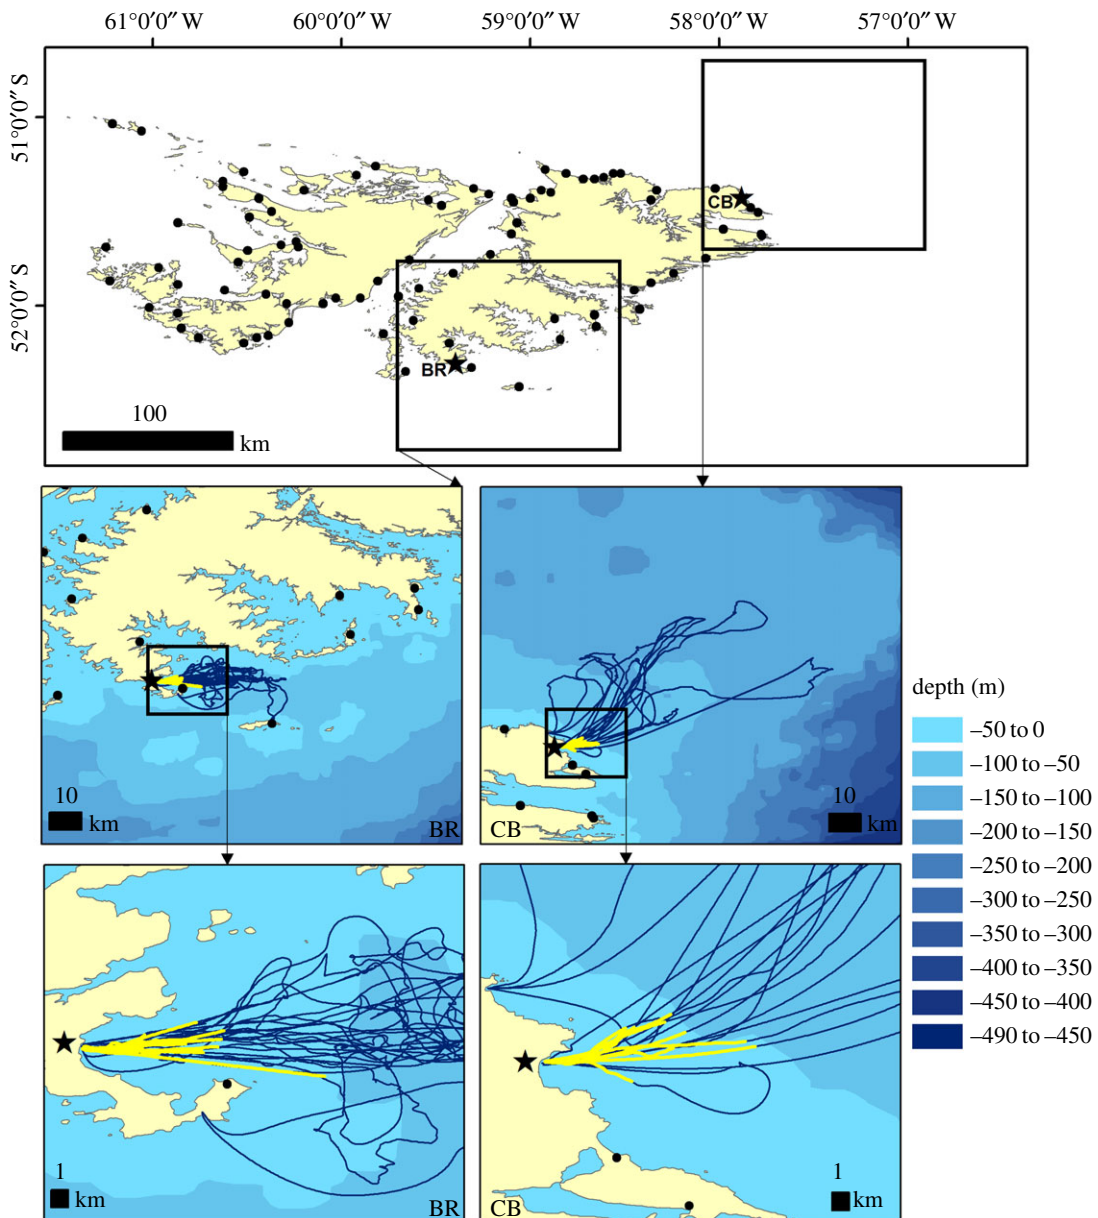 61°0′0″ W 60°0′0″ W 59°0′0″ W 58°0′0″ W 57°0′0″ W
51°0′0″ S
52°0′0″ S
CB
BR
100
km
10
km
BR
10
km
CB
depth (m)
–50 to 0
–100 to –50
–150 to –100
–200 to –150
–250 to –200
–300 to –250
–350 to –300
–400 to –350
–450 to –400
–490 to –450
1
km
BR
1
km
CB